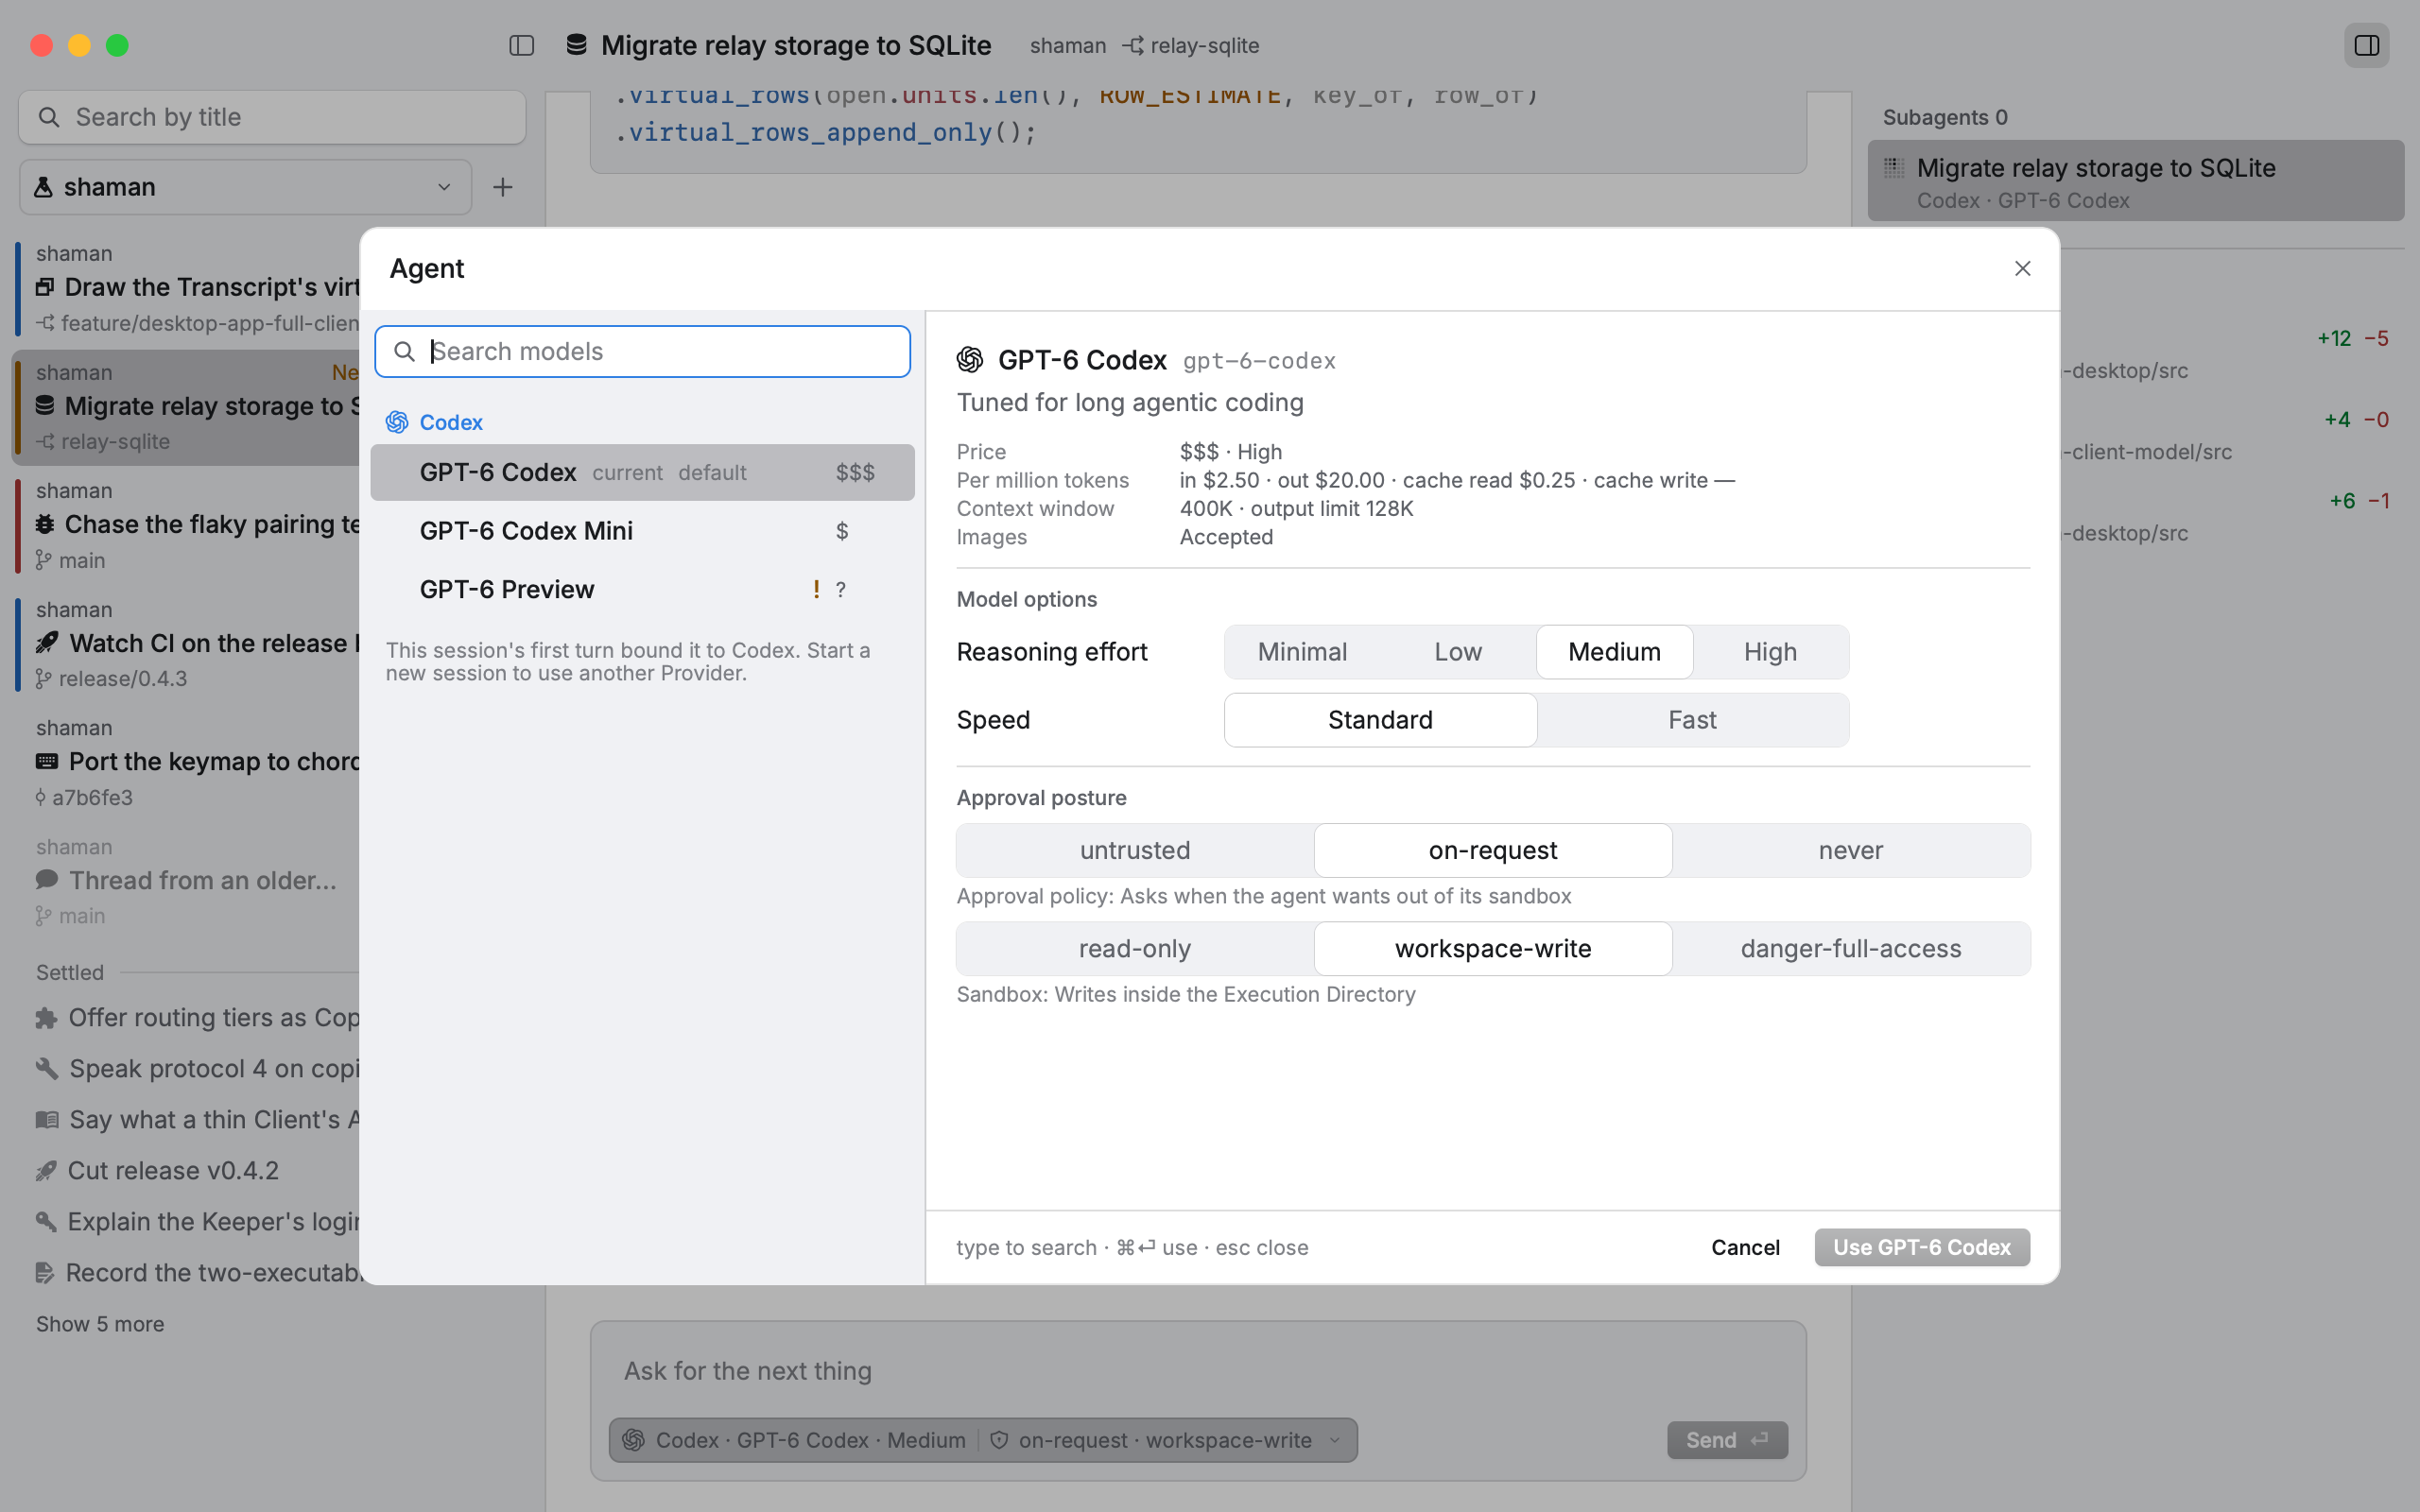 Migrate relay storage to SQLite shaman relay-sqlite
Search by title
shaman
shaman
Draw the Transcript's virt
feature/desktop-app-full-clien
shaman Ne
Migrate relay storage to S
relay-sqlite
shaman
Chase the flaky pairing te
main
shaman
Watch CI on the release b
release/0.4.3
shaman
Port the keymap to chord
a7b6fe3
shaman
Thread from an older...
main
Settled
Offer routing tiers as Cop
Speak protocol 4 on copi
Say what a thin Client's A
Cut release v0.4.2
Explain the Keeper's login
Record the two-executabl
Show 5 more
.virtual_rows(open.units.len(), ROW_ESTIMATE, key_of, row_of)
.virtual_rows_append_only();
Agent
Search models
Codex
GPT-6 Codex current default $$$
GPT-6 Codex Mini $
GPT-6 Preview ! ?
This session's first turn bound it to Codex. Start a
new session to use another Provider.
GPT-6 Codex gpt-6-codex
Tuned for long agentic coding
Price $$$ · High
Per million tokens in $2.50 · out $20.00 · cache read $0.25 · cache write —
Context window 400K · output limit 128K
Images Accepted
Model options
Reasoning effort Minimal Low Medium High
Speed Standard Fast
Approval posture
untrusted on-request never
Approval policy: Asks when the agent wants out of its sandbox
read-only workspace-write danger-full-access
Sandbox: Writes inside the Execution Directory
type to search · ⌘⏎ use · esc close Cancel Use GPT-6 Codex
Ask for the next thing
Codex · GPT-6 Codex · Medium on-request · workspace-write Send ⏎
Subagents 0
Migrate relay storage to SQLite
Codex · GPT-6 Codex
+12 −5
-desktop/src
+4 −0
-client-model/src
+6 −1
-desktop/src